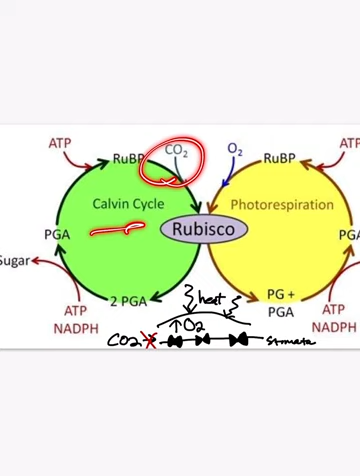 ATP
RuBP
CO2
O2
RuBP
ATP
Calvin Cycle
Photorespiration
PGA
Rubisco
PGA
Sugar
2 PGA
PG +
PGA
ATP
NADPH
ATP
NADPH
heat
↑O2
CO2
Stomata